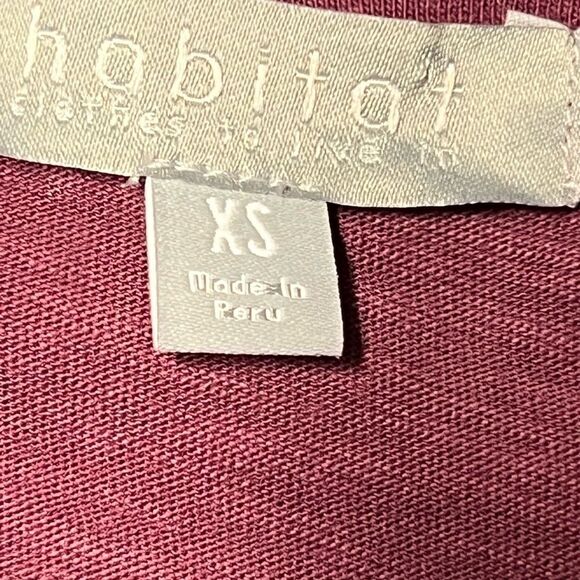 habitat
clothes to live in
XS
Made in
Peru